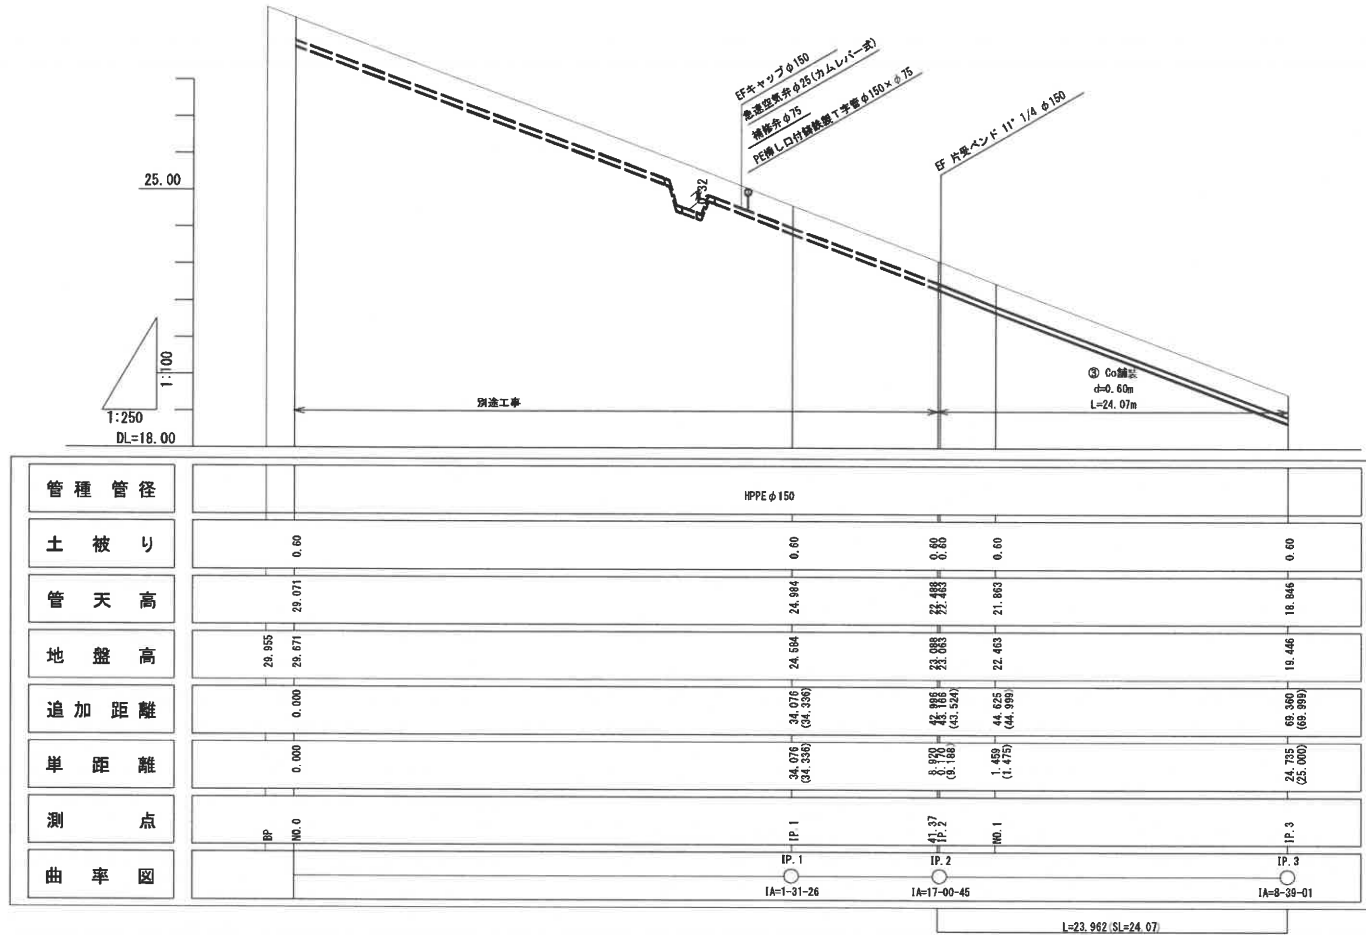 EFキャップφ150
急速空気弁φ25(カムレバー式)
補修弁φ75
PE挿し口付鋳鉄製T字管φ150×φ75
EF 片受ベンド 11° 1/4 φ150
25.00
1:100
1:250
DL=18.00
別途工事
③ Co舗装
d=0.60m
L=24.07m
管種 管径
HPPEφ150
土被り
0.60
0.60
0.60
0.60
0.60
0.60
管天高
29.071
24.984
22.488
22.463
21.863
18.846
地盤高
29.955
29.671
24.584
23.088
23.063
22.463
19.446
追加距離
0.000
34.076
(34.336)
42.996
43.166
(43.524)
44.625
(44.999)
69.360
(69.999)
単距離
0.000
34.076
(34.336)
8.920
0.170
(9.188)
1.459
(1.475)
24.735
(25.000)
測点
BP
NO.0
IP.1
41.37
IP.2
NO.1
IP.3
曲率図
IP.1
IP.2
IP.3
IA=1-31-26
IA=17-00-45
IA=8-39-01
L=23.962(SL=24.07)